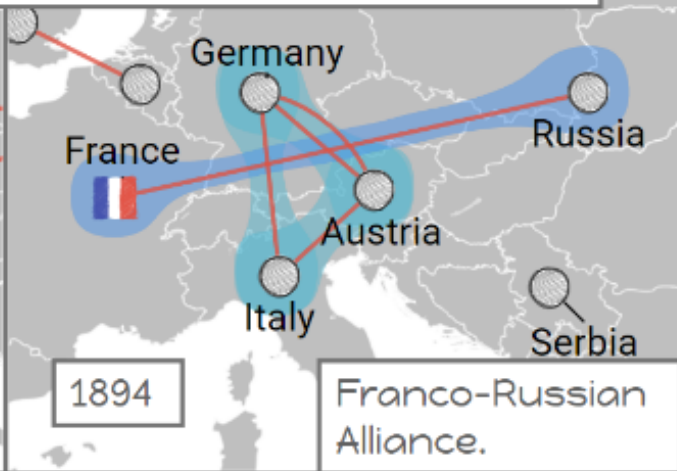 Germany
Russia
France
Austria
Italy
Serbia
1894
Franco-Russian
Alliance.